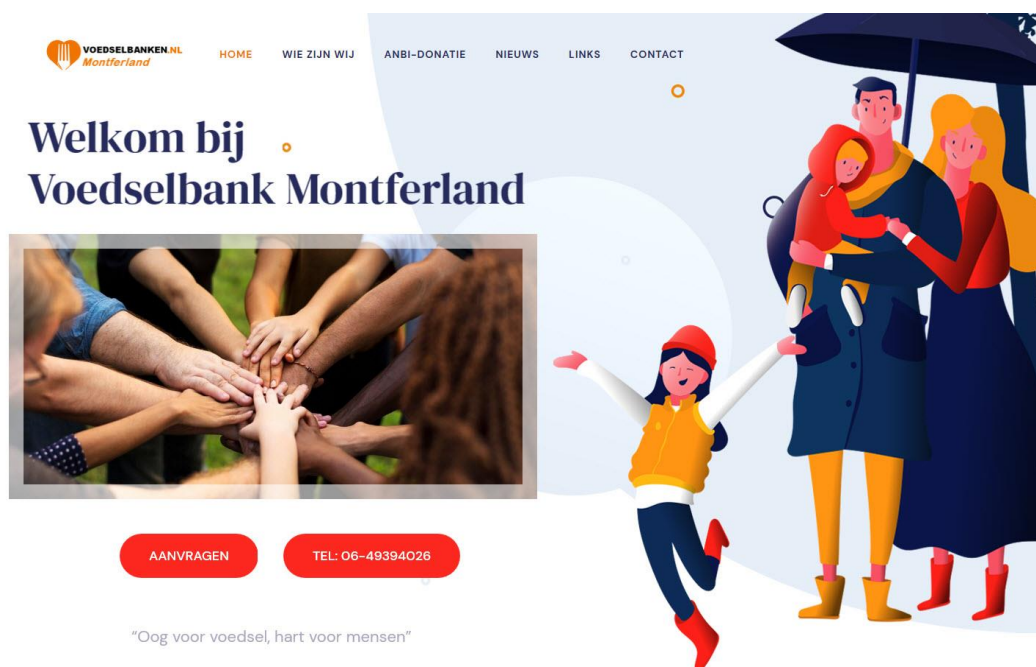 VOEDSELBANKEN.NL
Montferland
HOME
WIE ZIJN WIJ
ANBI-DONATIE
NIEUWS
LINKS
CONTACT
Welkom bij
Voedselbank Montferland
AANVRAGEN
TEL: 06-49394026
“Oog voor voedsel, hart voor mensen”